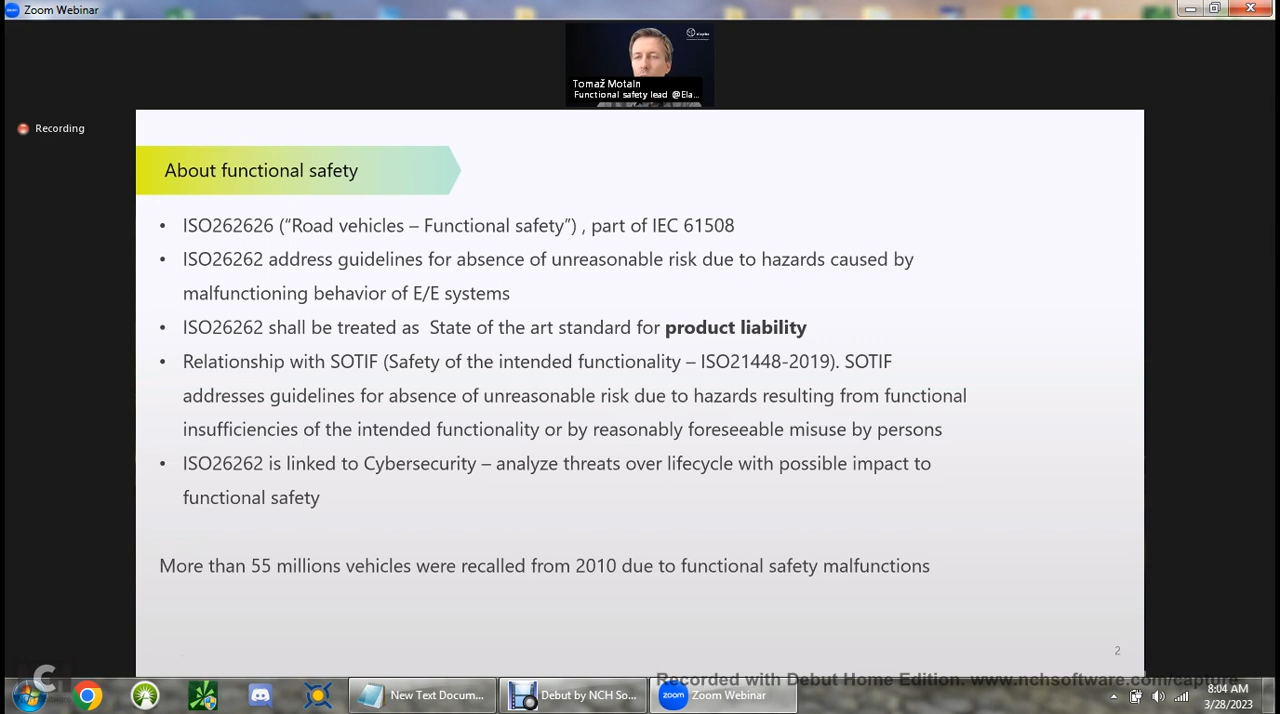 Zoom Webinar
Tomaž Motaln
Functional safety lead @Ela...
Recording
About functional safety
• ISO262626 (“Road vehicles – Functional safety”) , part of IEC 61508
• ISO26262 address guidelines for absence of unreasonable risk due to hazards caused by
malfunctioning behavior of E/E systems
• ISO26262 shall be treated as State of the art standard for product liability
• Relationship with SOTIF (Safety of the intended functionality – ISO21448-2019). SOTIF
addresses guidelines for absence of unreasonable risk due to hazards resulting from functional
insufficiencies of the intended functionality or by reasonably foreseeable misuse by persons
• ISO26262 is linked to Cybersecurity – analyze threats over lifecycle with possible impact to
functional safety
More than 55 millions vehicles were recalled from 2010 due to functional safety malfunctions
2
Recorded with Debut Home Edition. www.nchsoftware.com/capture
New Text Docum...
Debut by NCH So...
zoom
Zoom Webinar
8:04 AM
3/28/2023